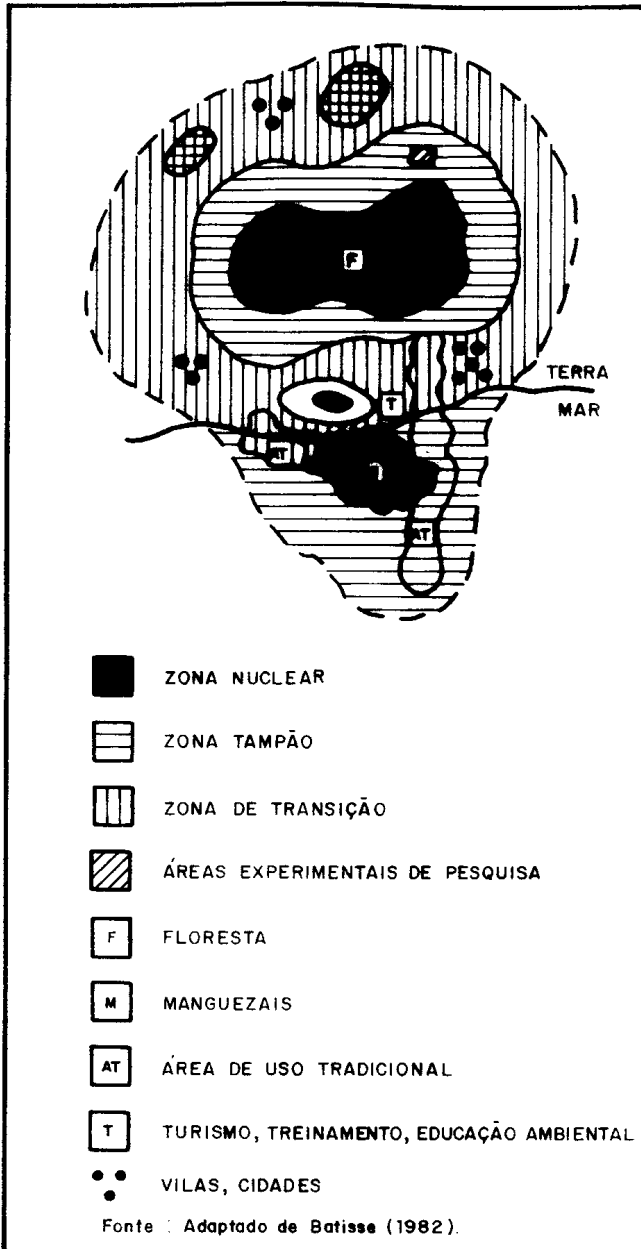 F
TERRA
MAR
T
AT
AT
ZONA NUCLEAR
ZONA TAMPÃO
ZONA DE TRANSIÇÃO
ÁREAS EXPERIMENTAIS DE PESQUISA
F FLORESTA
M MANGUEZAIS
AT ÁREA DE USO TRADICIONAL
T TURISMO, TREINAMENTO, EDUCAÇÃO AMBIENTAL
VILAS, CIDADES
Fonte : Adaptado de Batisse (1982).